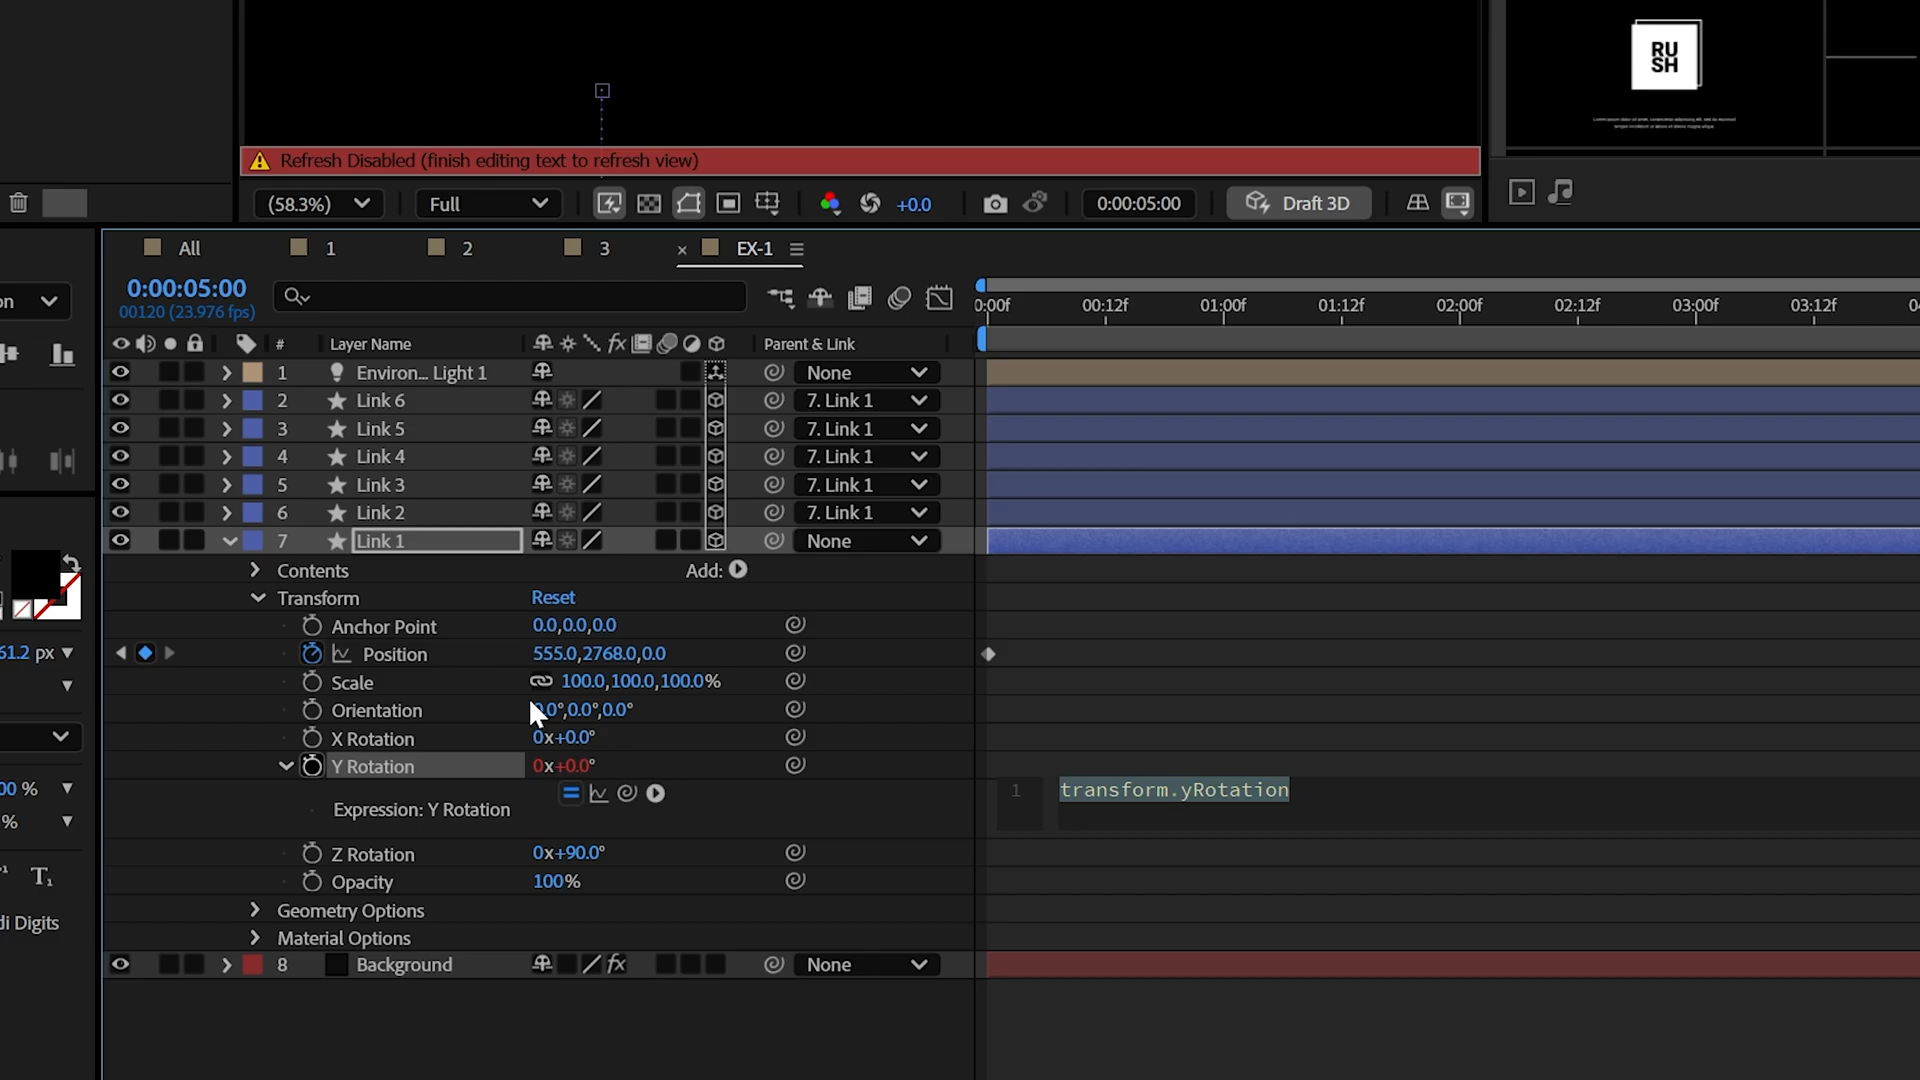 RU
SH
Refresh Disabled (finish editing text to refresh view)
(58.3%)
Full
+0.0
0:00:05:00
Draft 3D
All
1
2
3
× EX-1
0:00:05:00
00120 (23.976 fps)
on
0:00f
00:12f
01:00f
01:12f
02:00f
02:12f
03:00f
03:12f
#
Layer Name
fx
Parent & Link
1 Environ... Light 1 None
2 Link 6 7. Link 1
3 Link 5 7. Link 1
4 Link 4 7. Link 1
5 Link 3 7. Link 1
6 Link 2 7. Link 1
7 Link 1 None
Contents Add:
Transform Reset
Anchor Point 0.0,0.0,0.0
Position 555.0,2768.0,0.0
61.2 px
Scale 100.0,100.0,100.0%
Orientation 0.0°,0.0°,0.0°
X Rotation 0x+0.0°
Y Rotation 0x+0.0°
00 %
1 transform.yRotation
Expression: Y Rotation
%
Z Rotation 0x+90.0°
Opacity 100%
T1
Geometry Options
di Digits
Material Options
8 Background fx None